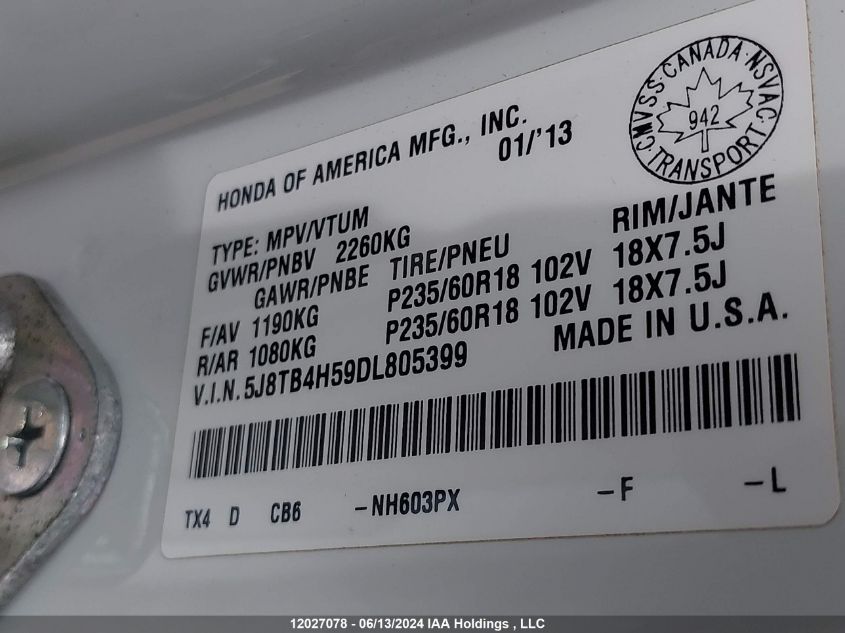 HONDA OF AMERICA MFG., INC.
01/'13
CMVSS · CANADA · NSVAC ·
942
TRANSPORT
TYPE: MPV/VTUM
GVWR/PNBV 2260KG
GAWR/PNBE TIRE/PNEU RIM/JANTE
F/AV 1190KG P235/60R18 102V 18X7.5J
R/AR 1080KG P235/60R18 102V 18X7.5J
V.I.N. 5J8TB4H59DL805399 MADE IN U.S.A.
TX4 D CB6 -NH603PX -F -L
12027078 - 06/13/2024 IAA Holdings , LLC